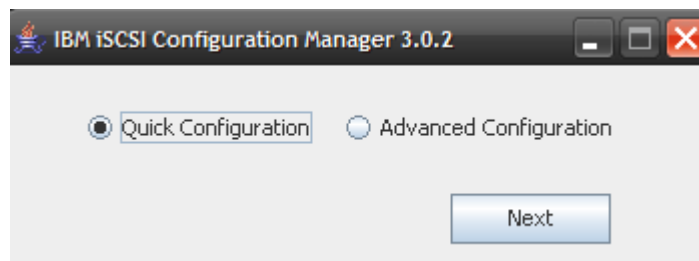 IBM iSCSI Configuration Manager 3.0.2
Quick Configuration Advanced Configuration
Next